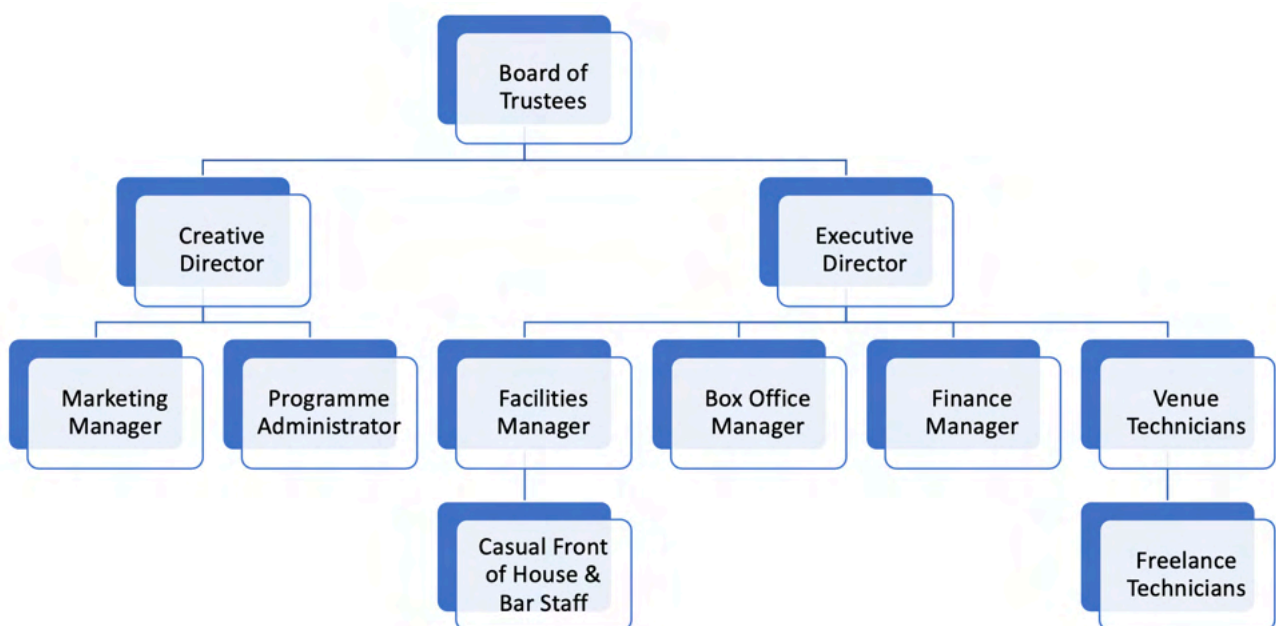 Board of
Trustees
Creative
Director
Executive
Director
Marketing
Manager
Programme
Administrator
Facilities
Manager
Box Office
Manager
Finance
Manager
Venue
Technicians
Casual Front
of House &
Bar Staff
Freelance
Technicians